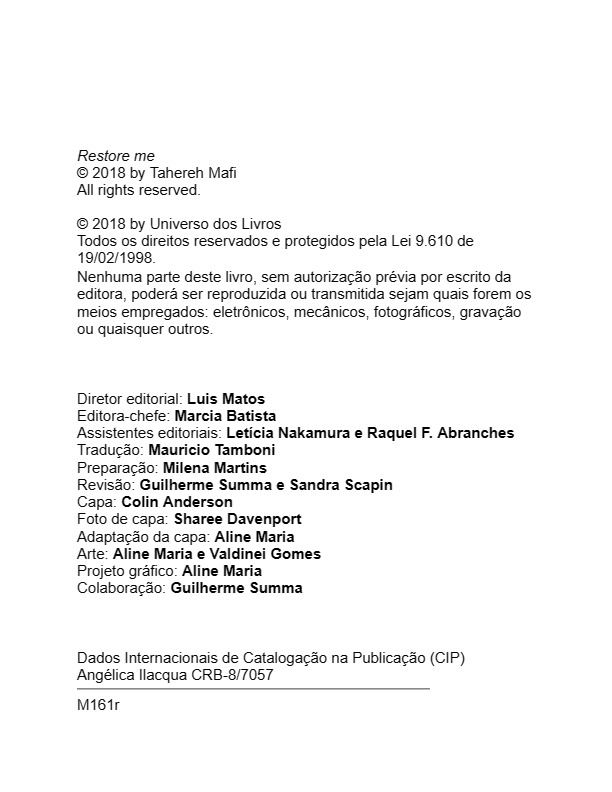 Restore me
© 2018 by Tahereh Mafi
All rights reserved.
© 2018 by Universo dos Livros
Todos os direitos reservados e protegidos pela Lei 9.610 de
19/02/1998.
Nenhuma parte deste livro, sem autorização prévia por escrito da
editora, poderá ser reproduzida ou transmitida sejam quais forem os
meios empregados: eletrônicos, mecânicos, fotográficos, gravação
ou quaisquer outros.
Diretor editorial: Luis Matos
Editora-chefe: Marcia Batista
Assistentes editoriais: Letícia Nakamura e Raquel F. Abranches
Tradução: Mauricio Tamboni
Preparação: Milena Martins
Revisão: Guilherme Summa e Sandra Scapin
Capa: Colin Anderson
Foto de capa: Sharee Davenport
Adaptação da capa: Aline Maria
Arte: Aline Maria e Valdinei Gomes
Projeto gráfico: Aline Maria
Colaboração: Guilherme Summa
Dados Internacionais de Catalogação na Publicação (CIP)
Angélica Ilacqua CRB-8/7057
M161r